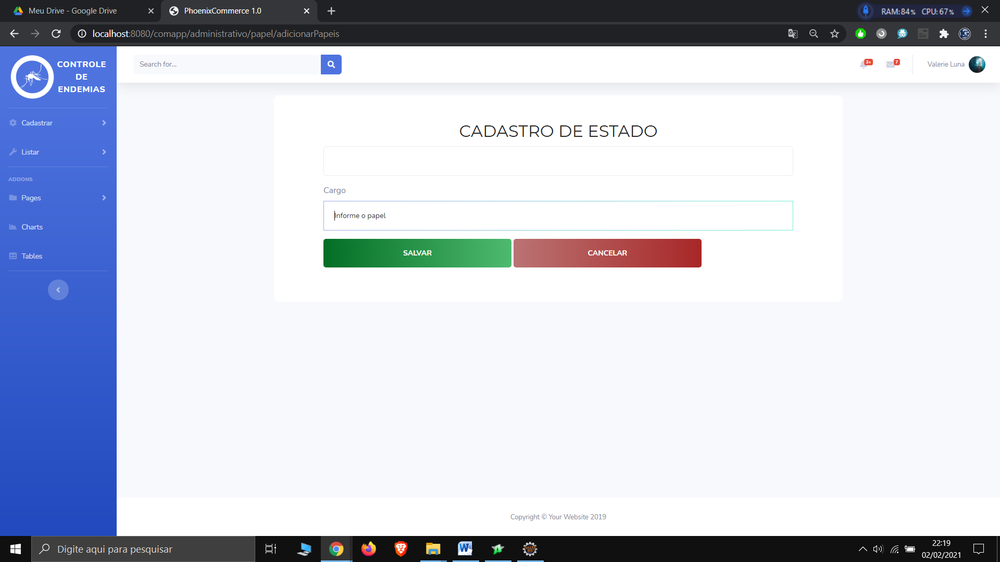 Meu Drive - Google Drive
PhoenixCommerce 1.0
RAM: 84% CPU: 67%
localhost:8080/comapp/administrativo/papel/adicionarPapeis
CONTROLE
DE
ENDEMIAS
Search for...
3+
7
Valerie Luna
Cadastrar
Listar
ADDONS
Pages
Charts
Tables
CADASTRO DE ESTADO
Cargo
Informe o papel
SALVAR
CANCELAR
Copyright © Your Website 2019
Digite aqui para pesquisar
22:19
02/02/2021